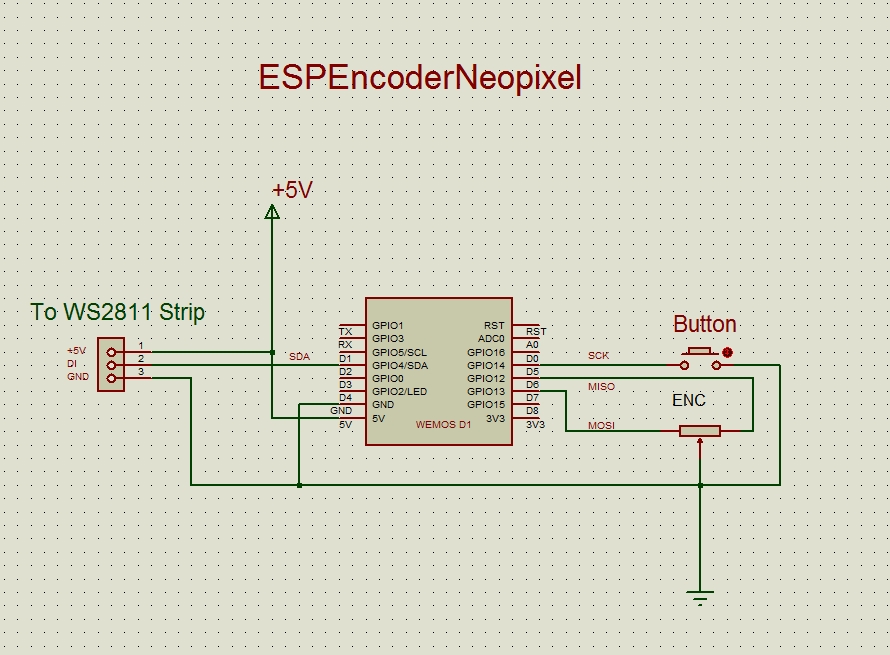 ESPEncoderNeopixel
+5V
To WS2811 Strip
+5V
DI
GND
1
2
3
SDA
TX
RX
D1
D2
D3
D4
GND
5V
GPIO1
GPIO3
GPIO5/SCL
GPIO4/SDA
GPIO0
GPIO2/LED
GND
5V
WEMOS D1
RST
ADC0
GPIO16
GPIO14
GPIO12
GPIO13
GPIO15
3V3
RST
A0
D0
D5
D6
D7
D8
3V3
SCK
MISO
MOSI
Button
ENC